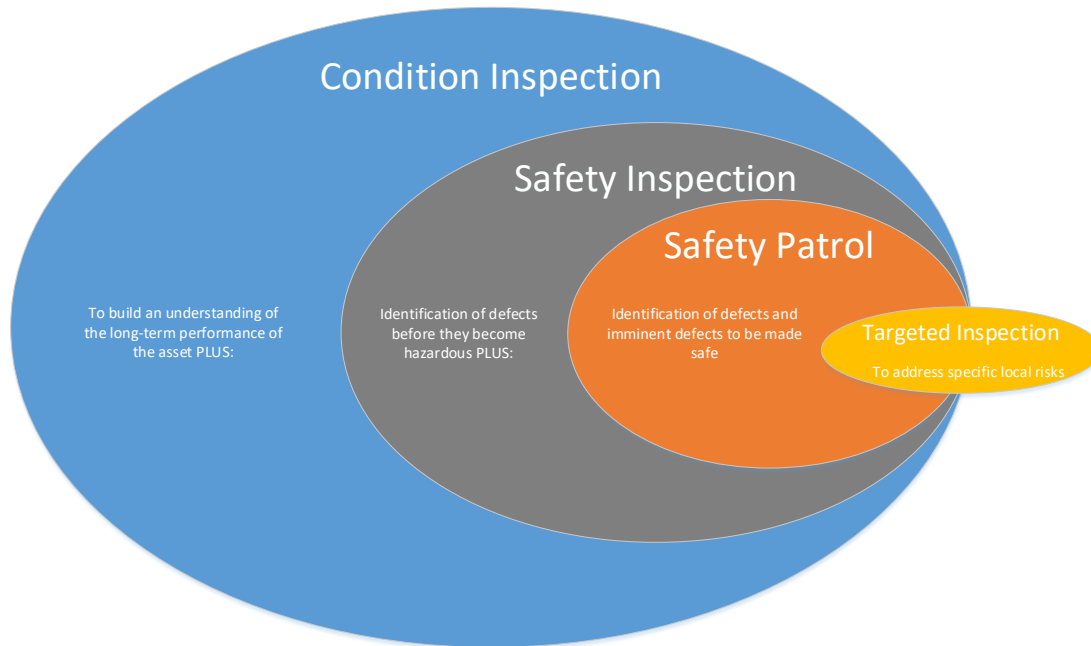 Condition Inspection
Safety Inspection
Safety Patrol
To build an understanding of
the long-term performance of
the asset PLUS:
Identification of defects
before they become
hazardous PLUS:
Identification of defects and
imminent defects to be made
safe
Targeted Inspection
To address specific local risks